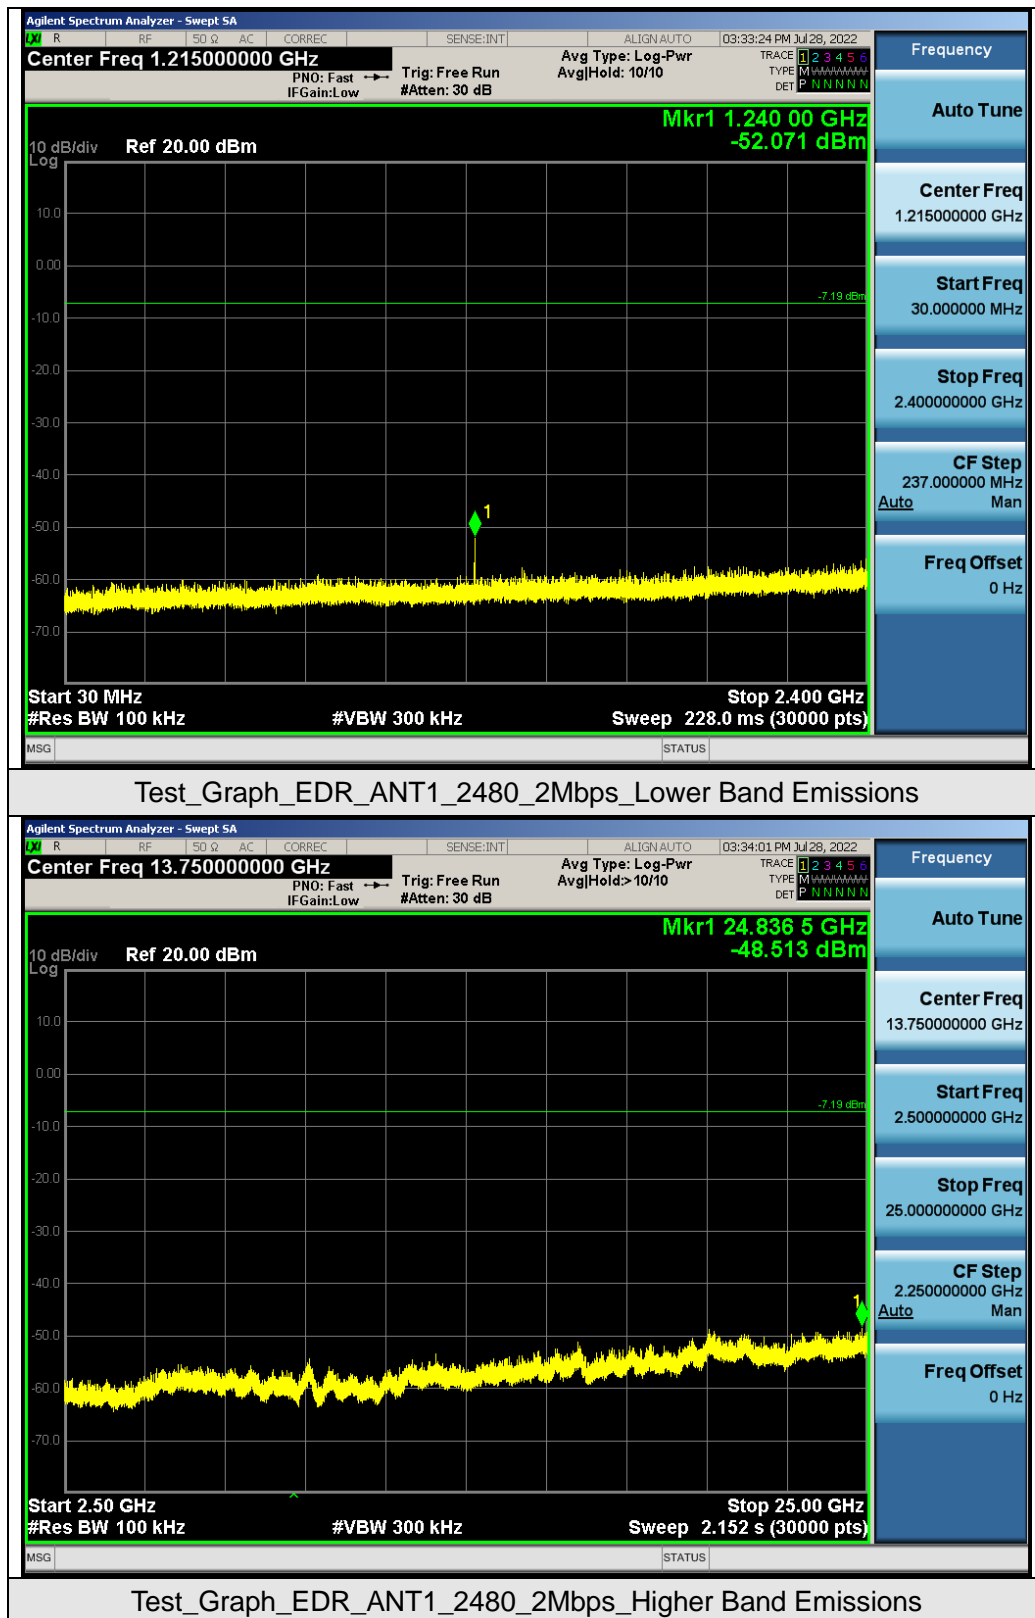 Agilent Spectrum Analyzer - Swept SA
LXI R RF 50 Ω AC CORREC SENSE:INT ALIGN AUTO 03:33:24 PM Jul 28, 2022
Center Freq 1.215000000 GHz
PNO: Fast
IFGain:Low
Trig: Free Run
#Atten: 30 dB
Avg Type: Log-Pwr
Avg|Hold: 10/10
TRACE 1 2 3 4 5 6
TYPE M WWWWW
DET P N N N N N
Mkr1 1.240 00 GHz
-52.071 dBm
10 dB/div Ref 20.00 dBm
Log
10.0
0.00
-7.19 dBm
-10.0
-20.0
-30.0
-40.0
1
-50.0
-60.0
-70.0
Start 30 MHz Stop 2.400 GHz
#Res BW 100 kHz #VBW 300 kHz Sweep 228.0 ms (30000 pts)
MSG STATUS
Frequency
Auto Tune
Center Freq
1.215000000 GHz
Start Freq
30.000000 MHz
Stop Freq
2.400000000 GHz
CF Step
237.000000 MHz
Auto Man
Freq Offset
0 Hz
Test_Graph_EDR_ANT1_2480_2Mbps_Lower Band Emissions
Agilent Spectrum Analyzer - Swept SA
LXI R RF 50 Ω AC CORREC SENSE:INT ALIGN AUTO 03:34:01 PM Jul 28, 2022
Center Freq 13.750000000 GHz
PNO: Fast
IFGain:Low
Trig: Free Run
#Atten: 30 dB
Avg Type: Log-Pwr
Avg|Hold:> 10/10
TRACE 1 2 3 4 5 6
TYPE M WWWWW
DET P N N N N N
Mkr1 24.836 5 GHz
-48.513 dBm
10 dB/div Ref 20.00 dBm
Log
10.0
0.00
-7.19 dBm
-10.0
-20.0
-30.0
-40.0
1
-50.0
-60.0
-70.0
Start 2.50 GHz Stop 25.00 GHz
#Res BW 100 kHz #VBW 300 kHz Sweep 2.152 s (30000 pts)
MSG STATUS
Frequency
Auto Tune
Center Freq
13.750000000 GHz
Start Freq
2.500000000 GHz
Stop Freq
25.000000000 GHz
CF Step
2.250000000 GHz
Auto Man
Freq Offset
0 Hz
Test_Graph_EDR_ANT1_2480_2Mbps_Higher Band Emissions